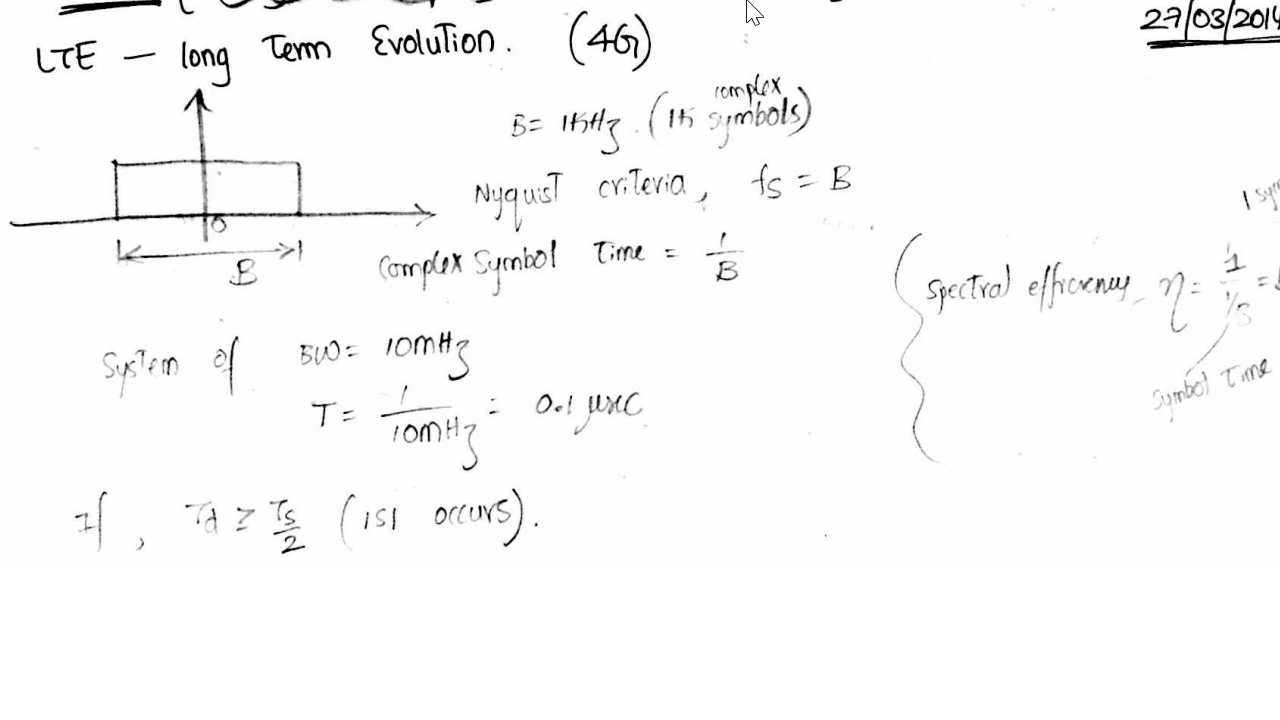 27/03/2014
LTE – long Term Evolution. (4G)
B= 1KHz. (1K complex symbols)
Nyquist criteria, fs = B
0
B
Complex Symbol Time = 1/B
1 sym
Spectral efficiency, η = 1 / 1/B =
Symbol Time
System of BW= 10MHz
T = 1/10MHz = 0.1 μsec
If, Td ≥ Ts/2 (ISI occurs).